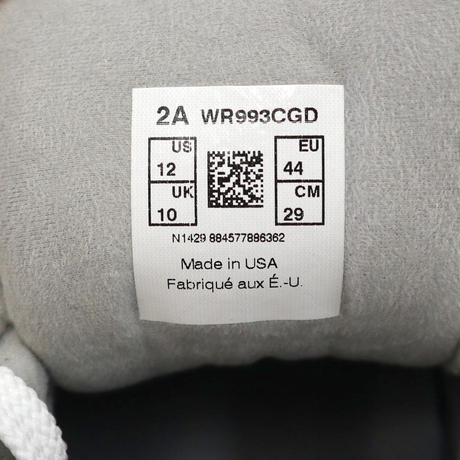 2A WR993CGD
US 12
EU 44
UK 10
CM 29
N1429 884577886362
Made in USA
Fabriqué aux É.-U.